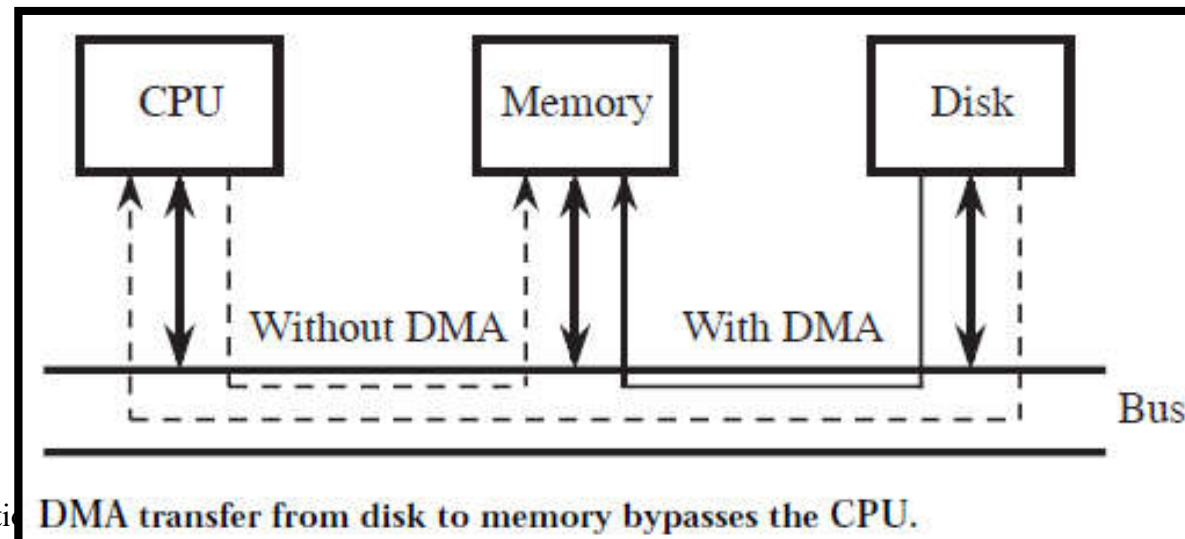 CPU Memory Disk
Without DMA With DMA
Bus
DMA transfer from disk to memory bypasses the CPU.